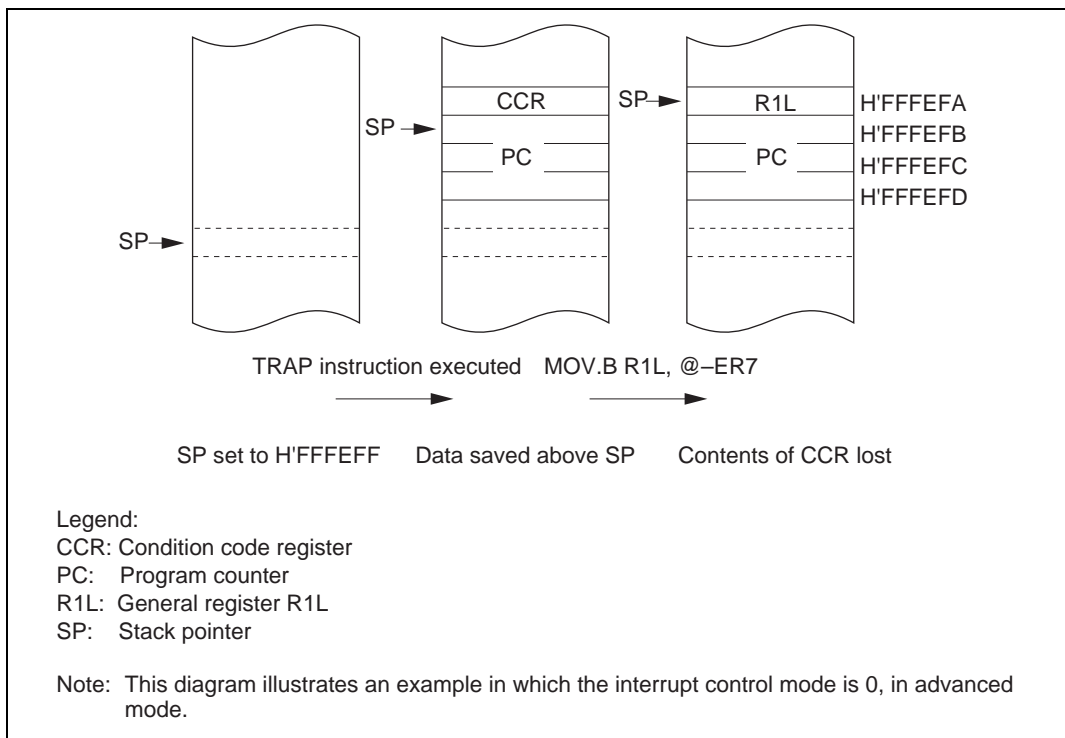 CCR
SP
R1L
H'FFFEFA
SP
H'FFFEFB
PC
PC
H'FFFEFC
H'FFFEFD
SP
TRAP instruction executed
MOV.B R1L, @–ER7
SP set to H'FFFEFF
Data saved above SP
Contents of CCR lost
Legend:
CCR: Condition code register
PC: Program counter
R1L: General register R1L
SP: Stack pointer
Note: This diagram illustrates an example in which the interrupt control mode is 0, in advanced
mode.